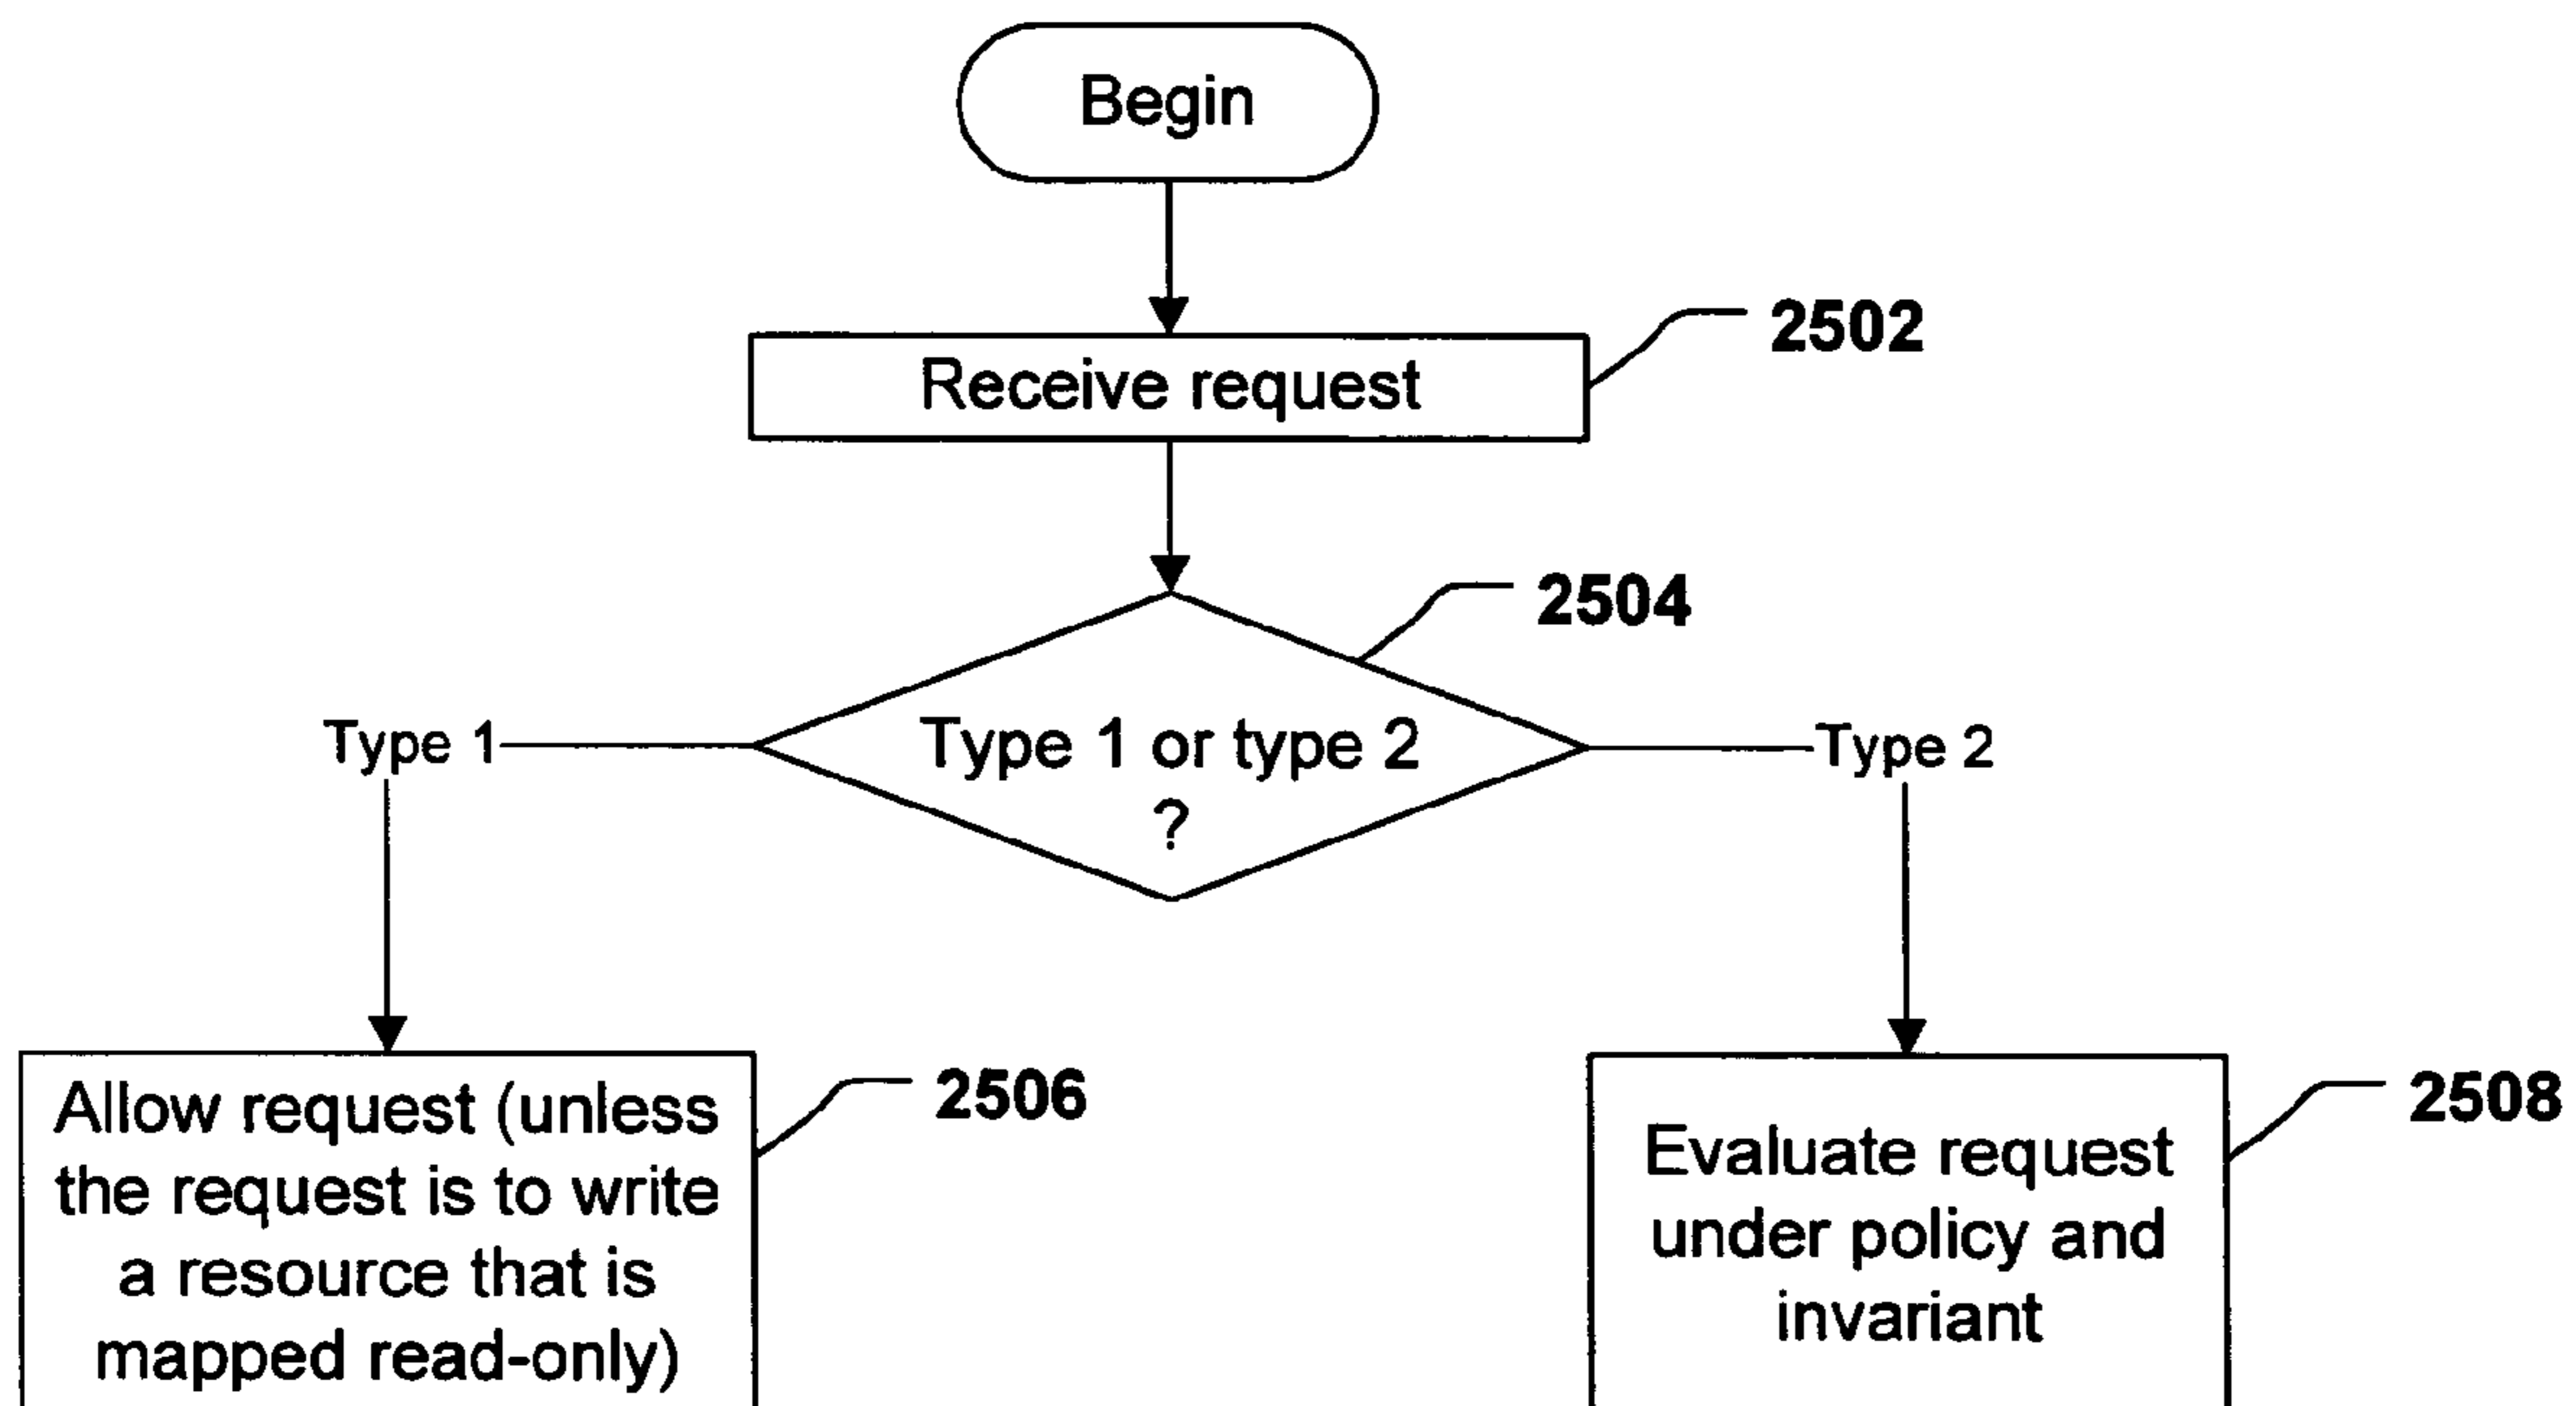 Begin
Receive request
2502
2504
Type 1 or type 2
?
Type 1
Type 2
Allow request (unless
the request is to write
a resource that is
mapped read-only)
2506
Evaluate request
under policy and
invariant
2508